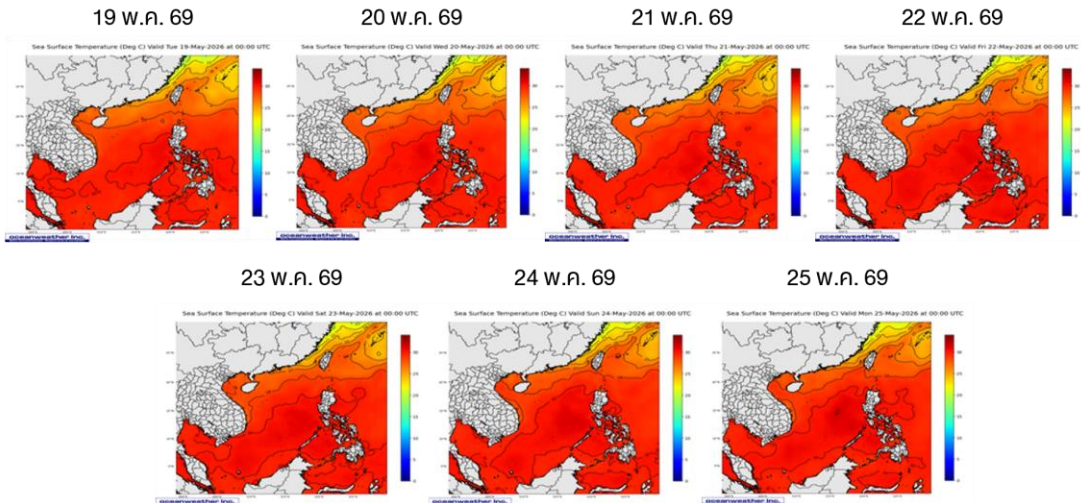 19 พ.ค. 69
20 พ.ค. 69
21 พ.ค. 69
22 พ.ค. 69
Sea Surface Temperature (Deg C) Valid Tue 19-May-2026 at 00:00 UTC
Sea Surface Temperature (Deg C) Valid Wed 20-May-2026 at 00:00 UTC
Sea Surface Temperature (Deg C) Valid Thu 21-May-2026 at 00:00 UTC
Sea Surface Temperature (Deg C) Valid Fri 22-May-2026 at 00:00 UTC
oceanweather inc.
oceanweather inc.
oceanweather inc.
oceanweather inc.
23 พ.ค. 69
24 พ.ค. 69
25 พ.ค. 69
Sea Surface Temperature (Deg C) Valid Sat 23-May-2026 at 00:00 UTC
Sea Surface Temperature (Deg C) Valid Sun 24-May-2026 at 00:00 UTC
Sea Surface Temperature (Deg C) Valid Mon 25-May-2026 at 00:00 UTC
oceanweather inc.
oceanweather inc.
oceanweather inc.